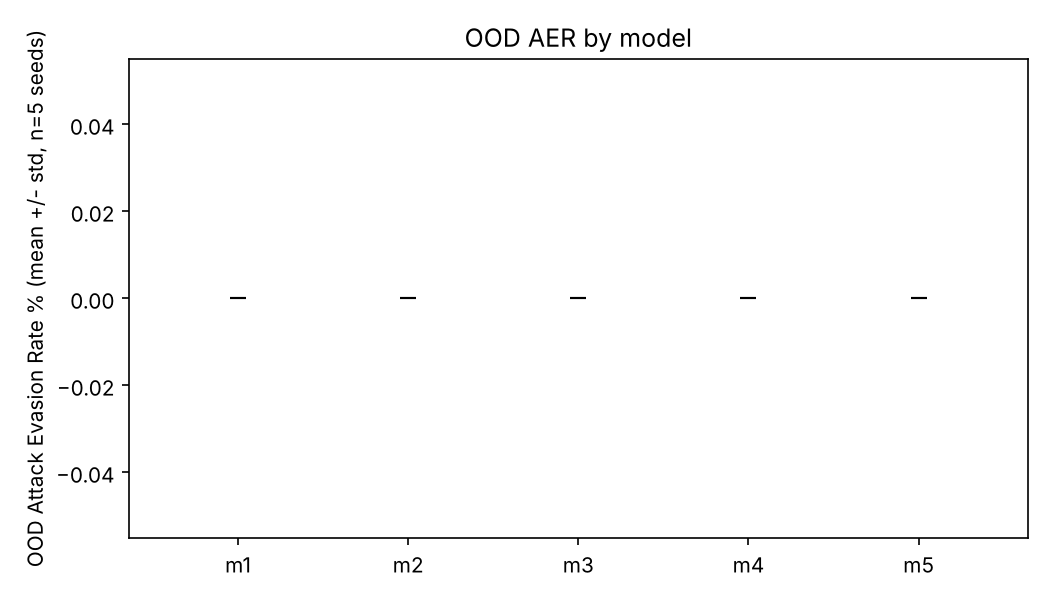 OOD AER by model
OOD Attack Evasion Rate % (mean +/- std, n=5 seeds)
0.04
0.02
0.00
−0.02
−0.04
m1 m2 m3 m4 m5